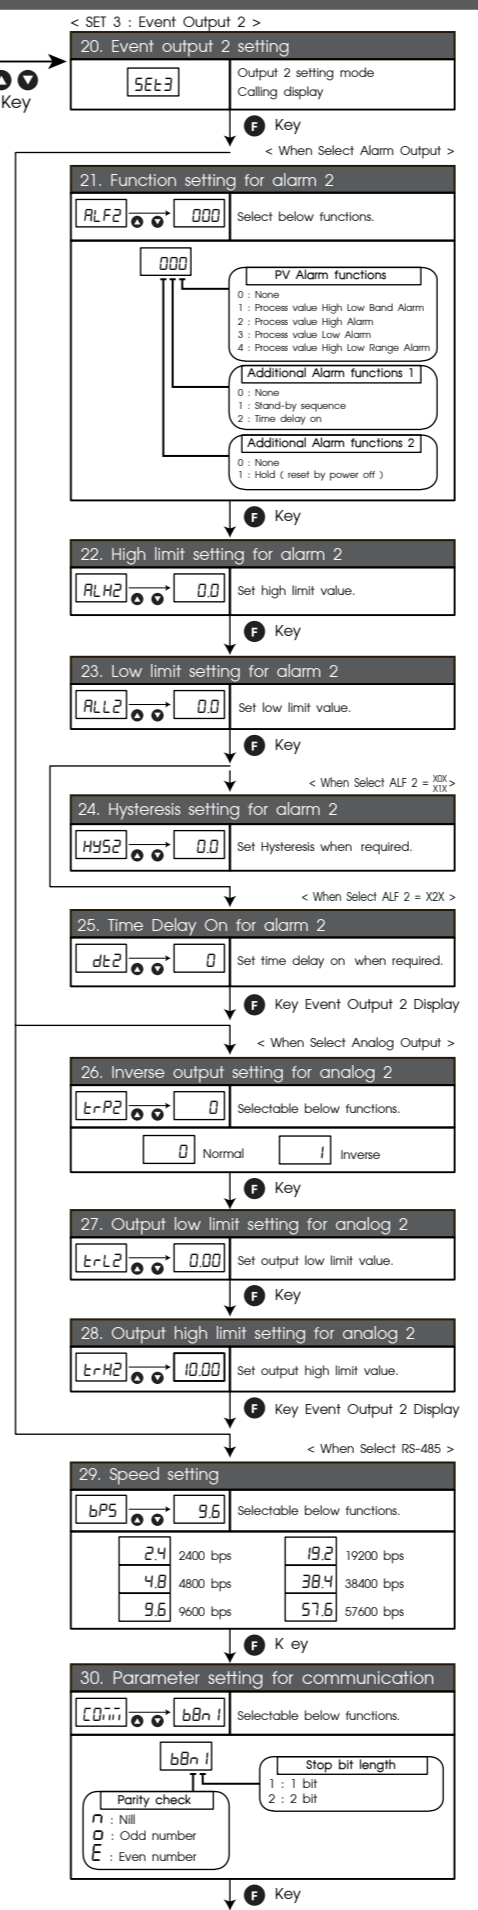 < SET 3 : Event Output 2 >
20. Event output 2 setting
Key
SEt3
Output 2 setting mode
Calling display
F Key
< When Select Alarm Output >
21. Function setting for alarm 2
ALF2 000 Select below functions.
000
PV Alarm functions
0 : None
1 : Process value High Low Band Alarm
2 : Process value High Alarm
3 : Process value Low Alarm
4 : Process value High Low Range Alarm
Additional Alarm functions 1
0 : None
1 : Stand-by sequence
2 : Time delay on
Additional Alarm functions 2
0 : None
1 : Hold ( reset by power off )
F Key
22. High limit setting for alarm 2
ALH2 0.0 Set high limit value.
F Key
23. Low limit setting for alarm 2
ALL2 0.0 Set low limit value.
F Key
< When Select ALF 2 = X0X X1X >
24. Hysteresis setting for alarm 2
HYS2 0.0 Set Hysteresis when required.
< When Select ALF 2 = X2X >
25. Time Delay On for alarm 2
dt2 0 Set time delay on when required.
F Key Event Output 2 Display
< When Select Analog Output >
26. Inverse output setting for analog 2
trP2 0 Selectable below functions.
0 Normal 1 Inverse
F Key
27. Output low limit setting for analog 2
trL2 0.00 Set output low limit value.
F Key
28. Output high limit setting for analog 2
trH2 10.00 Set output high limit value.
F Key Event Output 2 Display
< When Select RS-485 >
29. Speed setting
bPS 9.6 Selectable below functions.
2.4 2400 bps 19.2 19200 bps
4.8 4800 bps 38.4 38400 bps
9.6 9600 bps 57.6 57600 bps
F K ey
30. Parameter setting for communication
COM b8n1 Selectable below functions.
b8n1
Stop bit length
1 : 1 bit
2 : 2 bit
Parity check
n : Nill
o : Odd number
E : Even number
F Key